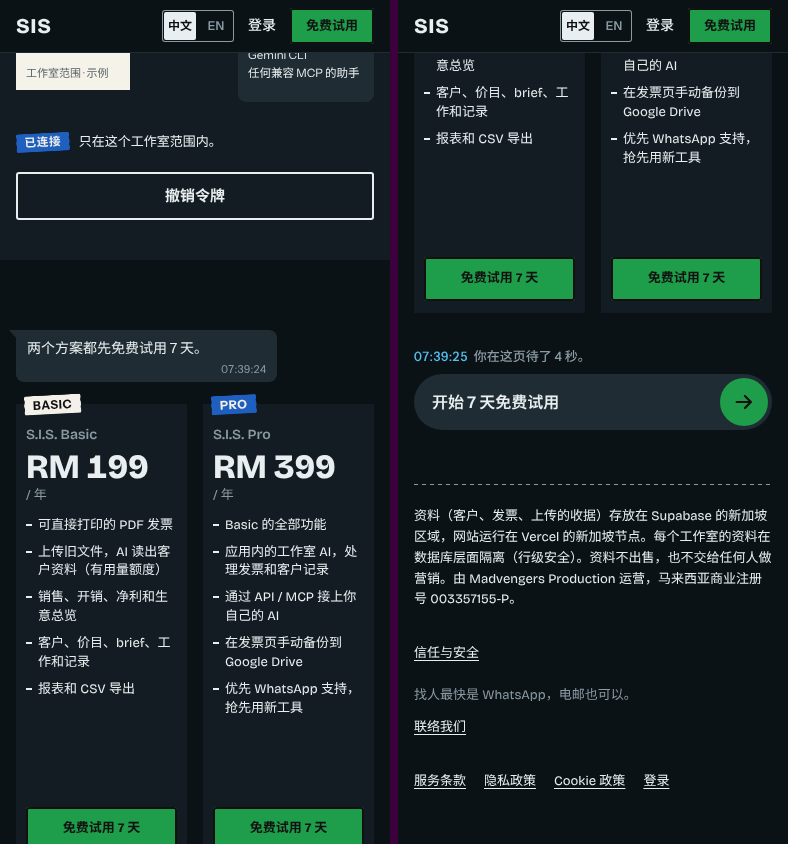 SIS
中文
EN
登录
免费试用
Gemini CLI
工作室范围·示例
任何兼容 MCP 的助手
已连接
只在这个工作室范围内。
撤销令牌
两个方案都先免费试用 7 天。
07:39:24
BASIC
S.I.S. Basic
RM 199
/ 年
可直接打印的 PDF 发票
上传旧文件，AI 读出客
户资料（有用量额度）
销售、开销、净利和生
意总览
客户、价目、brief、工
作和记录
报表和 CSV 导出
免费试用 7 天
PRO
S.I.S. Pro
RM 399
/ 年
Basic 的全部功能
应用内的工作室 AI，处
理发票和客户记录
通过 API / MCP 接上你
自己的 AI
在发票页手动备份到
Google Drive
优先 WhatsApp 支持，
抢先用新工具
免费试用 7 天
SIS
中文
EN
登录
免费试用
意总览
客户、价目、brief、工
作和记录
报表和 CSV 导出
免费试用 7 天
自己的 AI
在发票页手动备份到
Google Drive
优先 WhatsApp 支持，
抢先用新工具
免费试用 7 天
07:39:25 你在这页待了 4 秒。
开始 7 天免费试用
资料（客户、发票、上传的收据）存放在 Supabase 的新加坡
区域，网站运行在 Vercel 的新加坡节点。每个工作室的资料在
数据库层面隔离（行级安全）。资料不出售，也不交给任何人做
营销。由 Madvengers Production 运营，马来西亚商业注册
号 003357155-P。
信任与安全
找人最快是 WhatsApp，电邮也可以。
联络我们
服务条款
隐私政策
Cookie 政策
登录